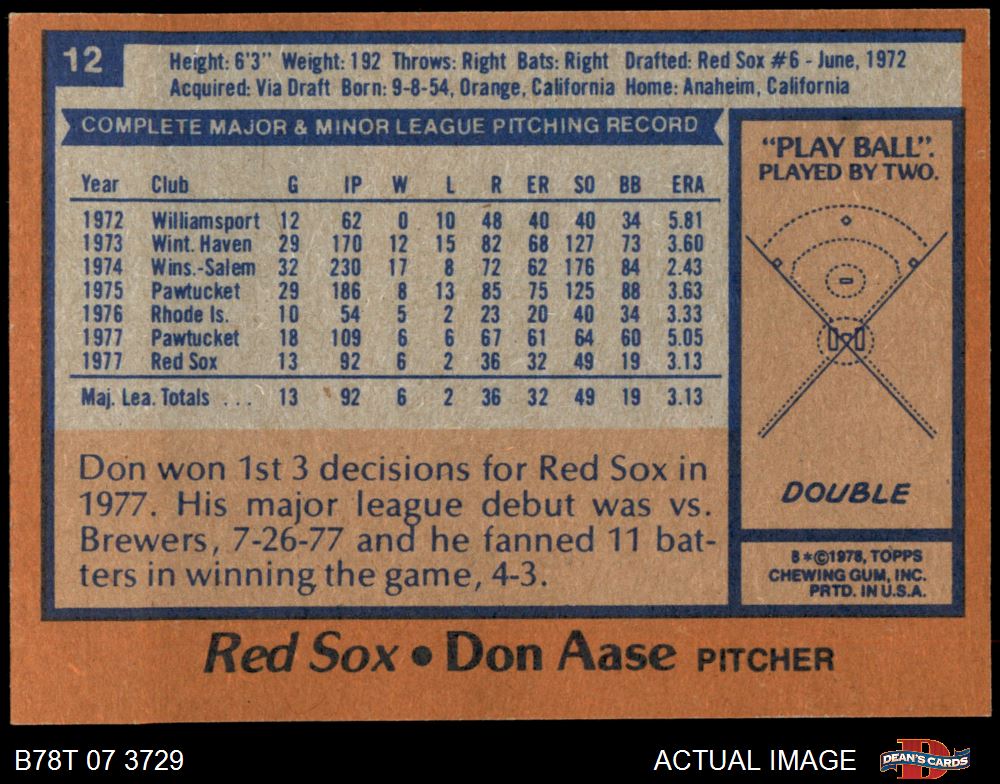 12
Height: 6'3" Weight: 192 Throws: Right Bats: Right Drafted: Red Sox #6 - June, 1972
Acquired: Via Draft Born: 9-8-54, Orange, California Home: Anaheim, California
COMPLETE MAJOR & MINOR LEAGUE PITCHING RECORD
Year Club G IP W L R ER SO BB ERA
1972 Williamsport 12 62 0 10 48 40 40 34 5.81
1973 Wint. Haven 29 170 12 15 82 68 127 73 3.60
1974 Wins.-Salem 32 230 17 8 72 62 176 84 2.43
1975 Pawtucket 29 186 8 13 85 75 125 88 3.63
1976 Rhode Is. 10 54 5 2 23 20 40 34 3.33
1977 Pawtucket 18 109 6 6 67 61 64 60 5.05
1977 Red Sox 13 92 6 2 36 32 49 19 3.13
Maj. Lea. Totals ... 13 92 6 2 36 32 49 19 3.13
Don won 1st 3 decisions for Red Sox in
1977. His major league debut was vs.
Brewers, 7-26-77 and he fanned 11 bat-
ters in winning the game, 4-3.
"PLAY BALL".
PLAYED BY TWO.
DOUBLE
8*©1978, TOPPS
CHEWING GUM, INC.
PRTD. IN U.S.A.
Red Sox • Don Aase PITCHER
B78T 07 3729
ACTUAL IMAGE
DEAN'S CARDS